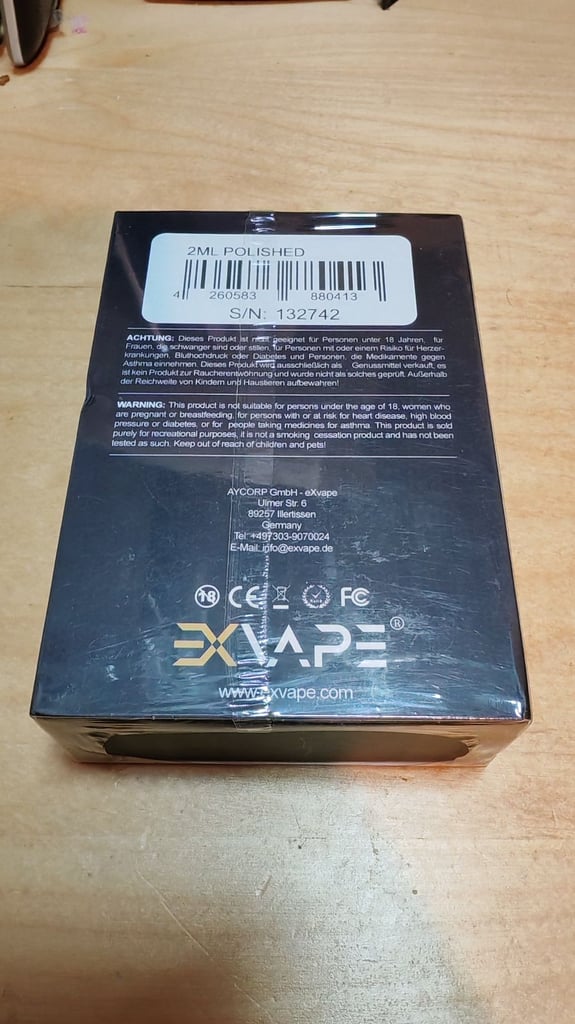 2ML POLISHED
4 260583 880413
S/N: 132742
ACHTUNG: Dieses Produkt ist nicht geeignet für Personen unter 18 Jahren, für
Frauen, die schwanger sind oder stillen, für Personen mit oder einem Risiko für Herzer-
krankungen, Bluthochdruck oder Diabetes und Personen, die Medikamente gegen
Asthma einnehmen. Dieses Produkt wird ausschließlich als Genussmittel verkauft, es
ist kein Produkt zur Raucherentwöhnung und wurde nicht als solches geprüft. Außerhalb
der Reichweite von Kindern und Haustieren aufbewahren!
WARNING: This product is not suitable for persons under the age of 18, women who
are pregnant or breastfeeding, for persons with or at risk for heart disease, high blood
pressure or diabetes, or for people taking medicines for asthma. This product is sold
purely for recreational purposes, it is not a smoking cessation product and has not been
tested as such. Keep out of reach of children and pets!
AYCORP GmbH - eXvape
Ulmer Str. 6
89257 Illertissen
Germany
Tel: +497303-9070024
E-Mail: info@exvape.de
18 CE RoHS FC
EXVAPE®
www.exvape.com